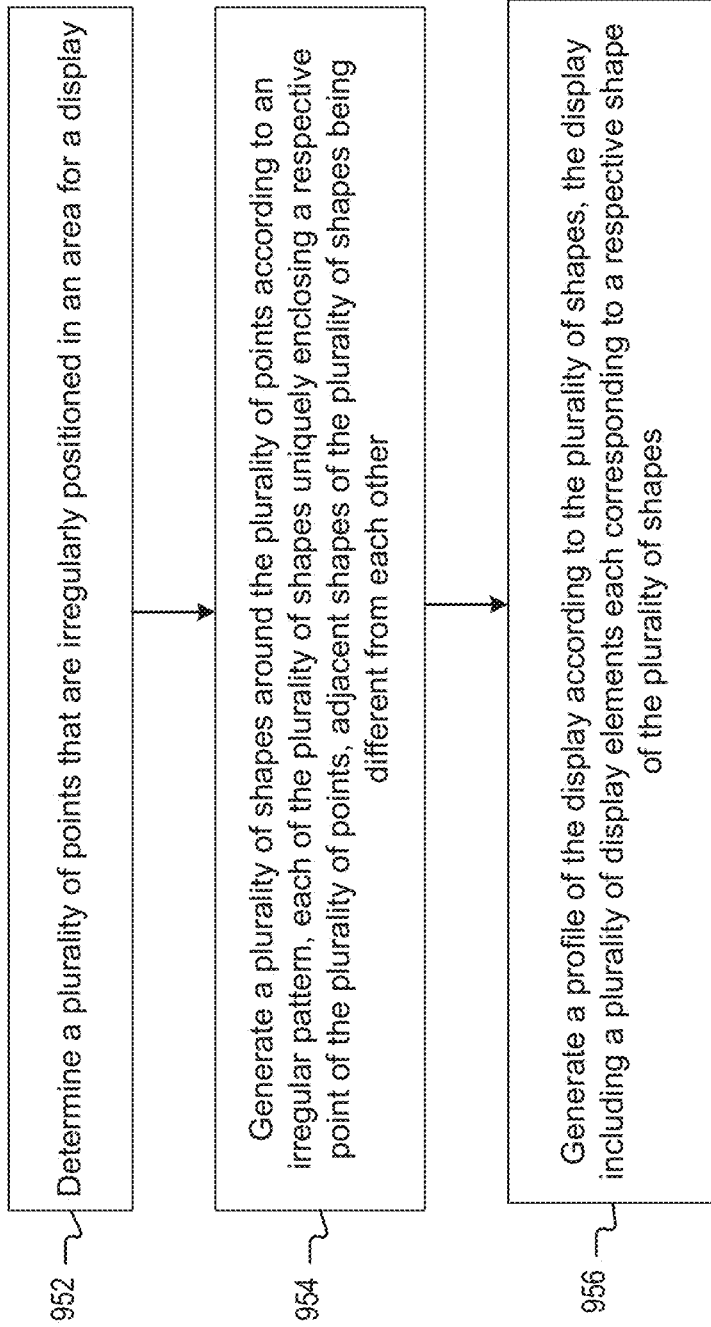 952
Determine a plurality of points that are irregularly positioned in an area for a display
954
Generate a plurality of shapes around the plurality of points according to an
irregular pattern, each of the plurality of shapes uniquely enclosing a respective
point of the plurality of points, adjacent shapes of the plurality of shapes being
different from each other
956
Generate a profile of the display according to the plurality of shapes, the display
including a plurality of display elements each corresponding to a respective shape
of the plurality of shapes